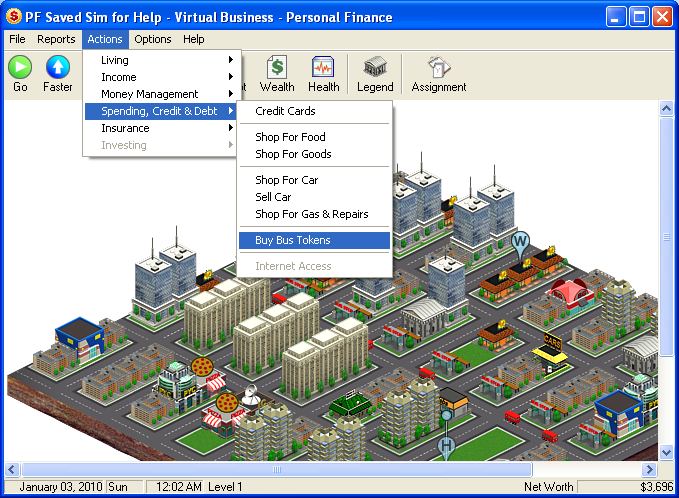 PF Saved Sim for Help - Virtual Business - Personal Finance
File Reports Actions Options Help
Go Faster Wealth Health Legend Assignment
Living
Income
Money Management
Spending, Credit & Debt
Insurance
Investing
Credit Cards
Shop For Food
Shop For Goods
Shop For Car
Sell Car
Shop For Gas & Repairs
Buy Bus Tokens
Internet Access
W
CARS
H
January 03, 2010 Sun 12:02 AM Level 1 Net Worth $3,696